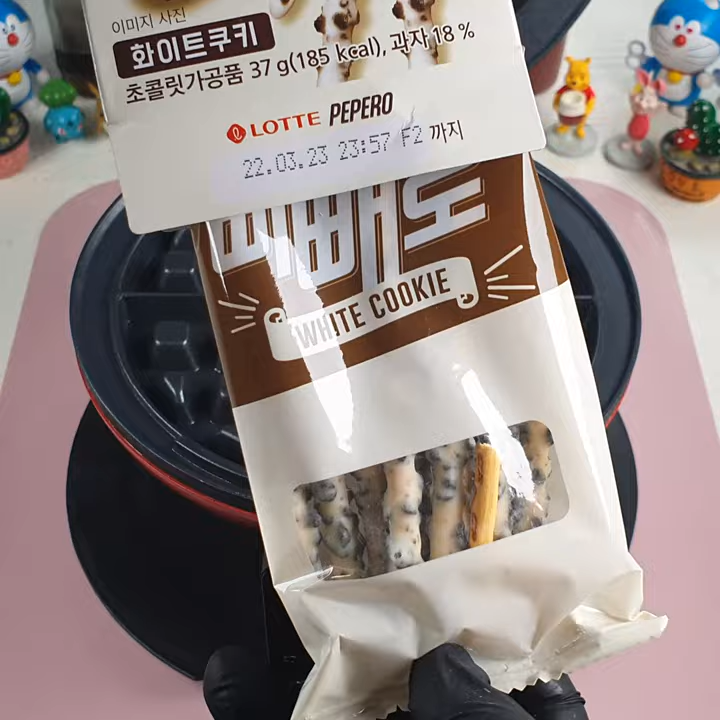 이미지 사진
화이트쿠키
초콜릿가공품 37 g(185 kcal), 과자 18 %
LOTTE PEPERO
22.03.23 23:57 F2 까지
빼빼로
WHITE COOKIE